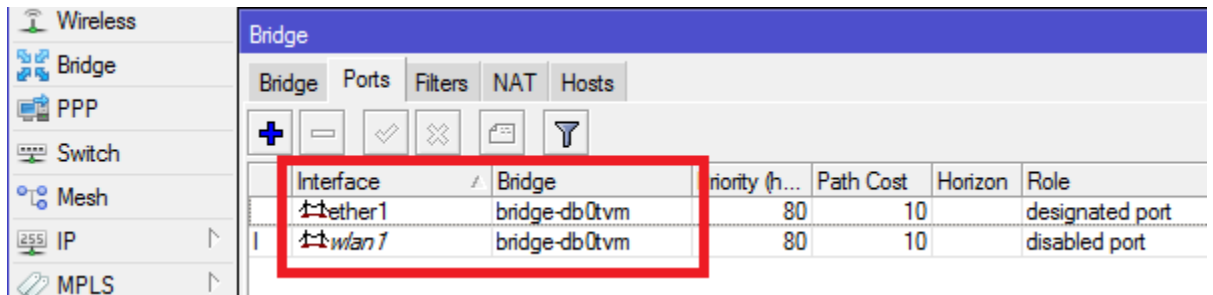 Wireless
Bridge
PPP
Switch
Mesh
255 IP
MPLS
Bridge
Bridge Ports Filters NAT Hosts
Interface Bridge riority (h... Path Cost Horizon Role
ether1 bridge-db0tvm 80 10 designated port
I wlan1 bridge-db0tvm 80 10 disabled port